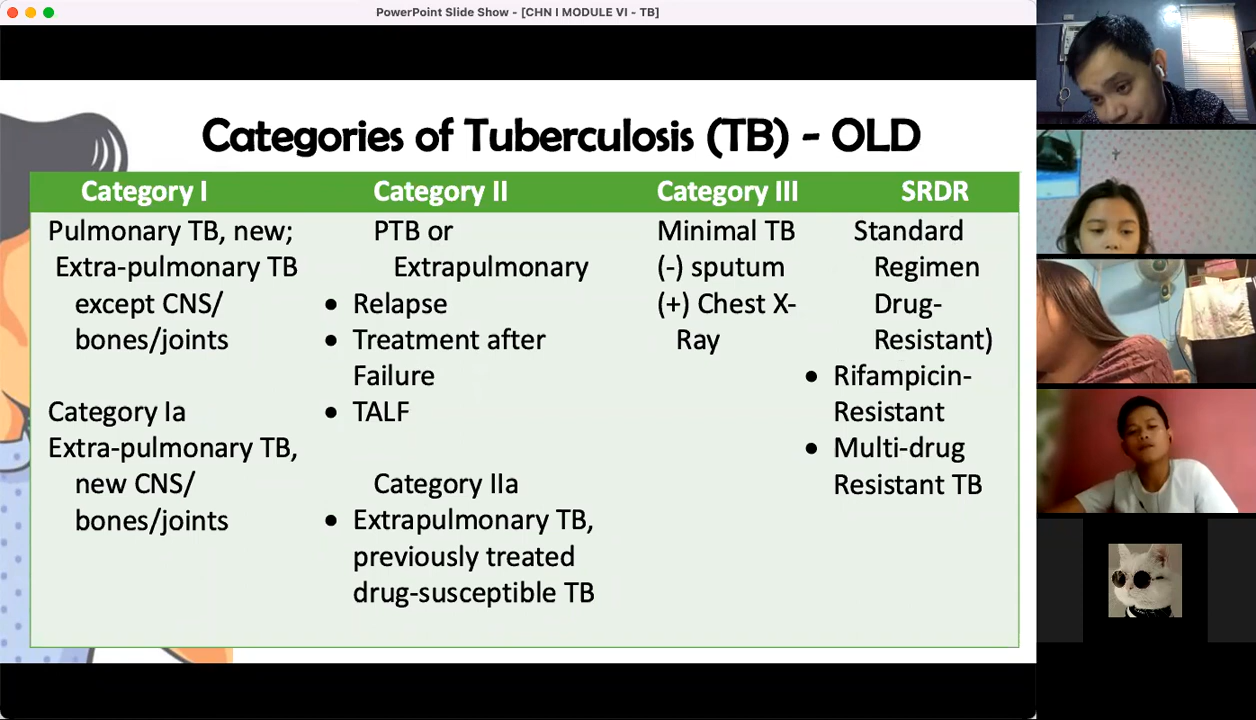 PowerPoint Slide Show - [CHN I MODULE VI - TB]
Categories of Tuberculosis (TB) - OLD
Category I
Pulmonary TB, new;
Extra-pulmonary TB
except CNS/
bones/joints
Category Ia
Extra-pulmonary TB,
new CNS/
bones/joints
Category II
PTB or
Extrapulmonary
• Relapse
• Treatment after
Failure
• TALF
Category IIa
• Extrapulmonary TB,
previously treated
drug-susceptible TB
Category III
Minimal TB
(-) sputum
(+) Chest X-
Ray
SRDR
Standard
Regimen
Drug-
Resistant)
• Rifampicin-
Resistant
• Multi-drug
Resistant TB